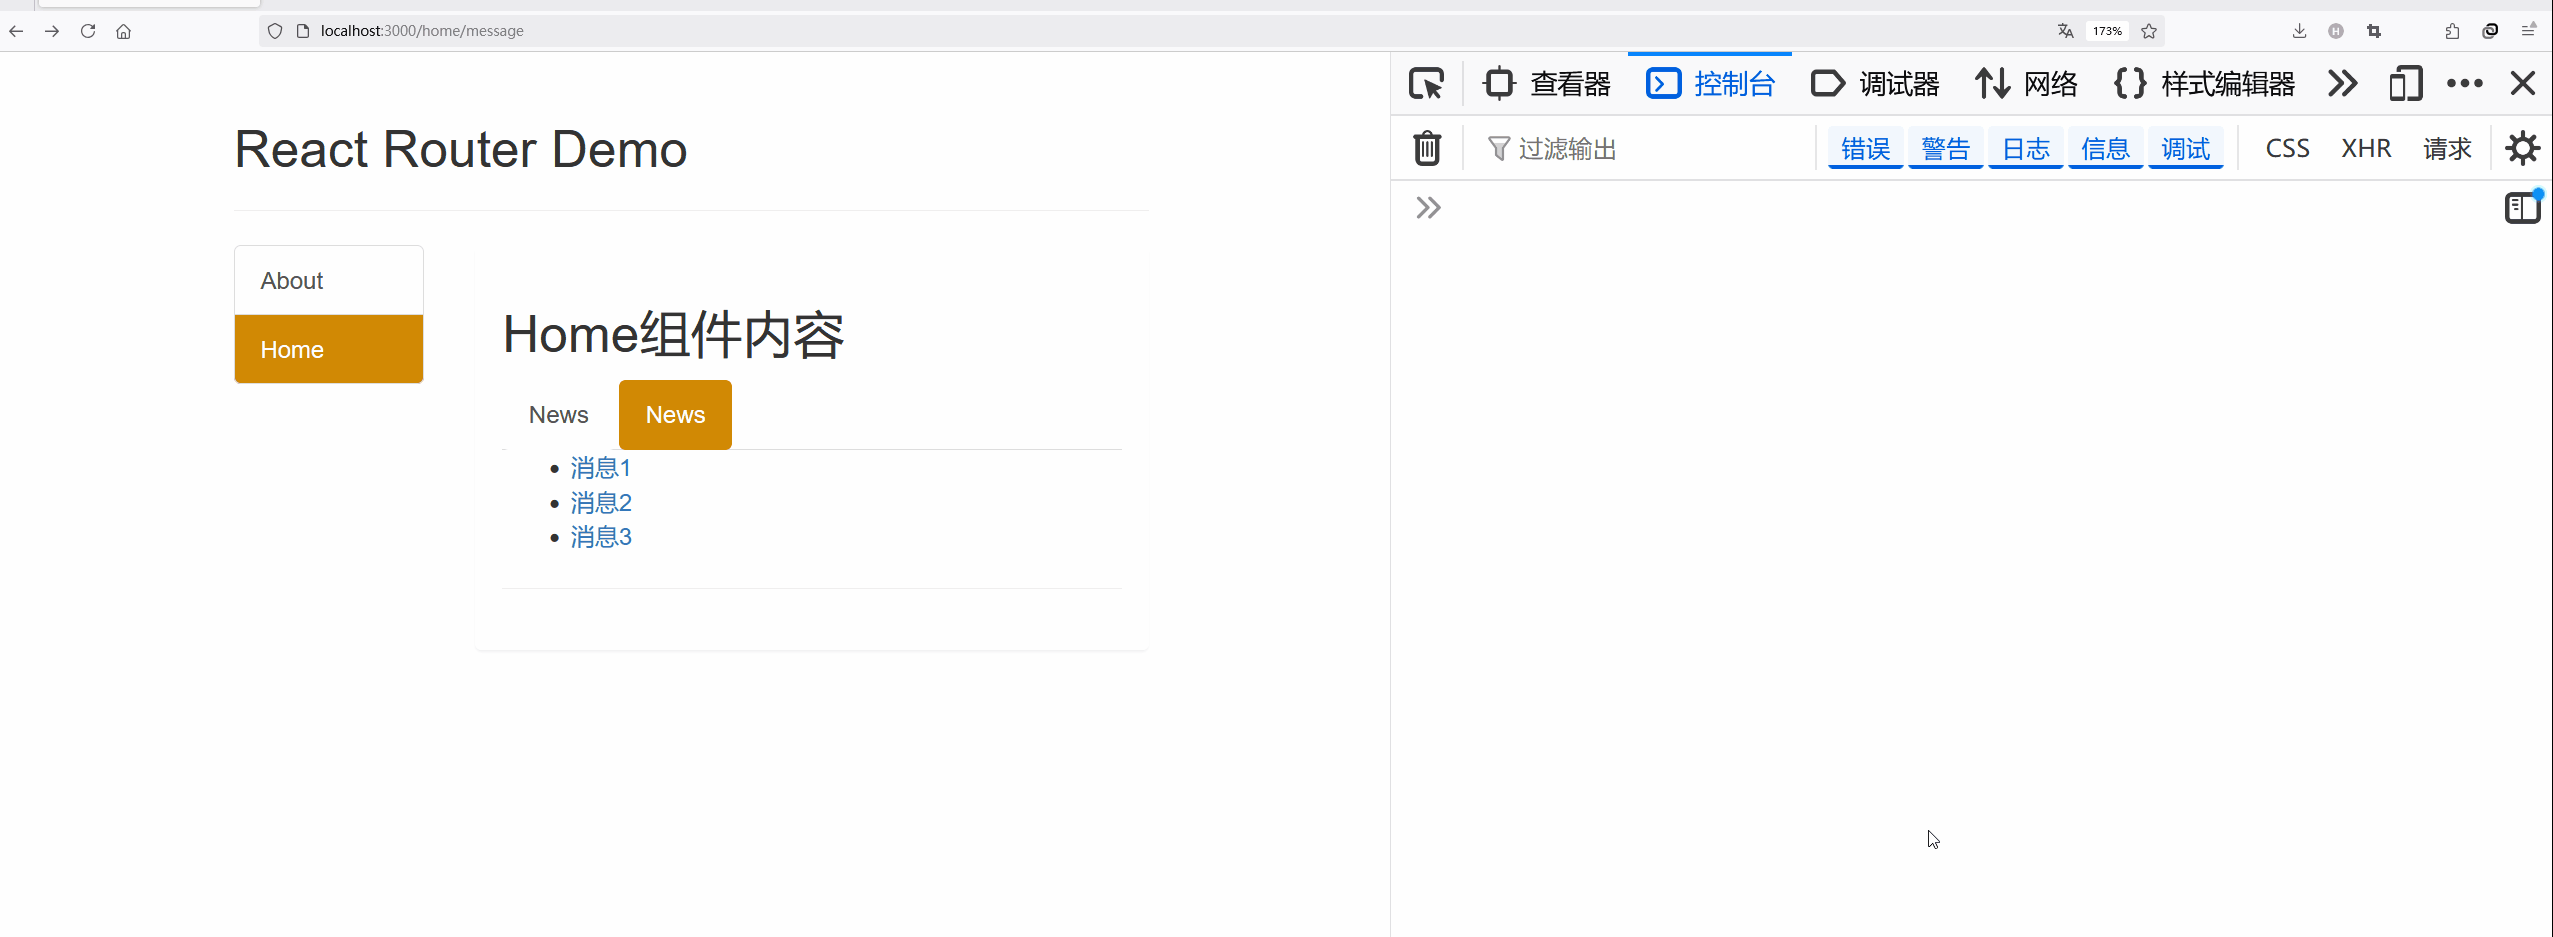 localhost:3000/home/message
173%
查看器 控制台 调试器 网络 样式编辑器
过滤输出 错误 警告 日志 信息 调试 CSS XHR 请求
React Router Demo
About
Home
Home组件内容
News News
消息1
消息2
消息3